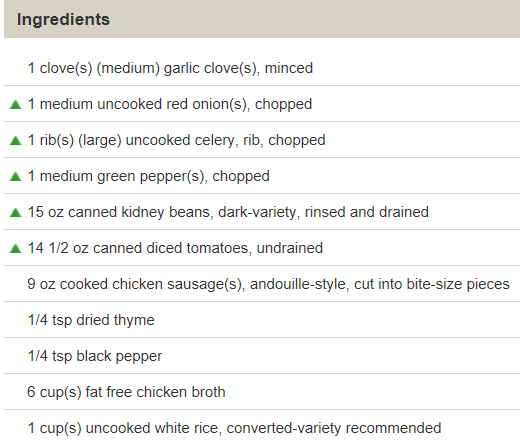 Ingredients
1 clove(s) (medium) garlic clove(s), minced
1 medium uncooked red onion(s), chopped
1 rib(s) (large) uncooked celery, rib, chopped
1 medium green pepper(s), chopped
15 oz canned kidney beans, dark-variety, rinsed and drained
14 1/2 oz canned diced tomatoes, undrained
9 oz cooked chicken sausage(s), andouille-style, cut into bite-size pieces
1/4 tsp dried thyme
1/4 tsp black pepper
6 cup(s) fat free chicken broth
1 cup(s) uncooked white rice, converted-variety recommended